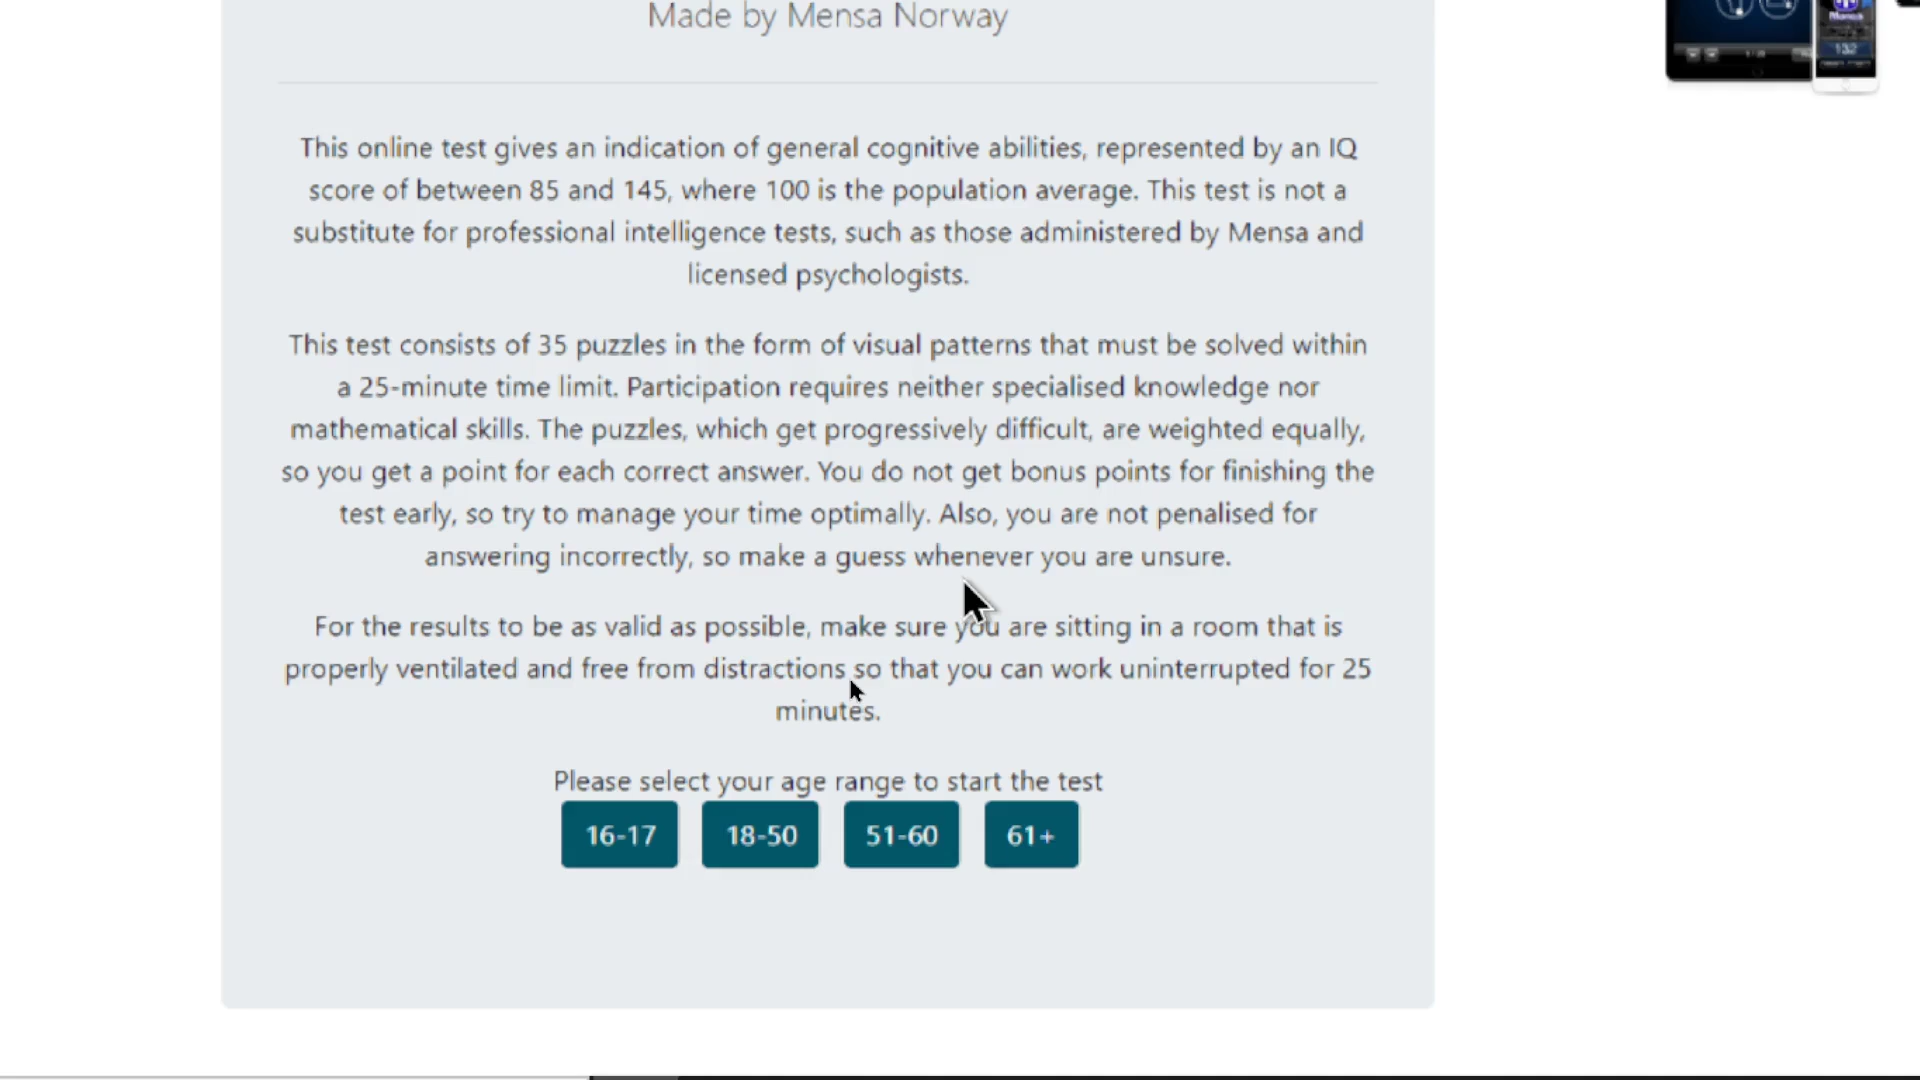 Made by Mensa Norway
This online test gives an indication of general cognitive abilities, represented by an IQ
score of between 85 and 145, where 100 is the population average. This test is not a
substitute for professional intelligence tests, such as those administered by Mensa and
licensed psychologists.
This test consists of 35 puzzles in the form of visual patterns that must be solved within
a 25-minute time limit. Participation requires neither specialised knowledge nor
mathematical skills. The puzzles, which get progressively difficult, are weighted equally,
so you get a point for each correct answer. You do not get bonus points for finishing the
test early, so try to manage your time optimally. Also, you are not penalised for
answering incorrectly, so make a guess whenever you are unsure.
For the results to be as valid as possible, make sure you are sitting in a room that is
properly ventilated and free from distractions so that you can work uninterrupted for 25
minutes.
Please select your age range to start the test
16-17 18-50 51-60 61+
Mensa
132